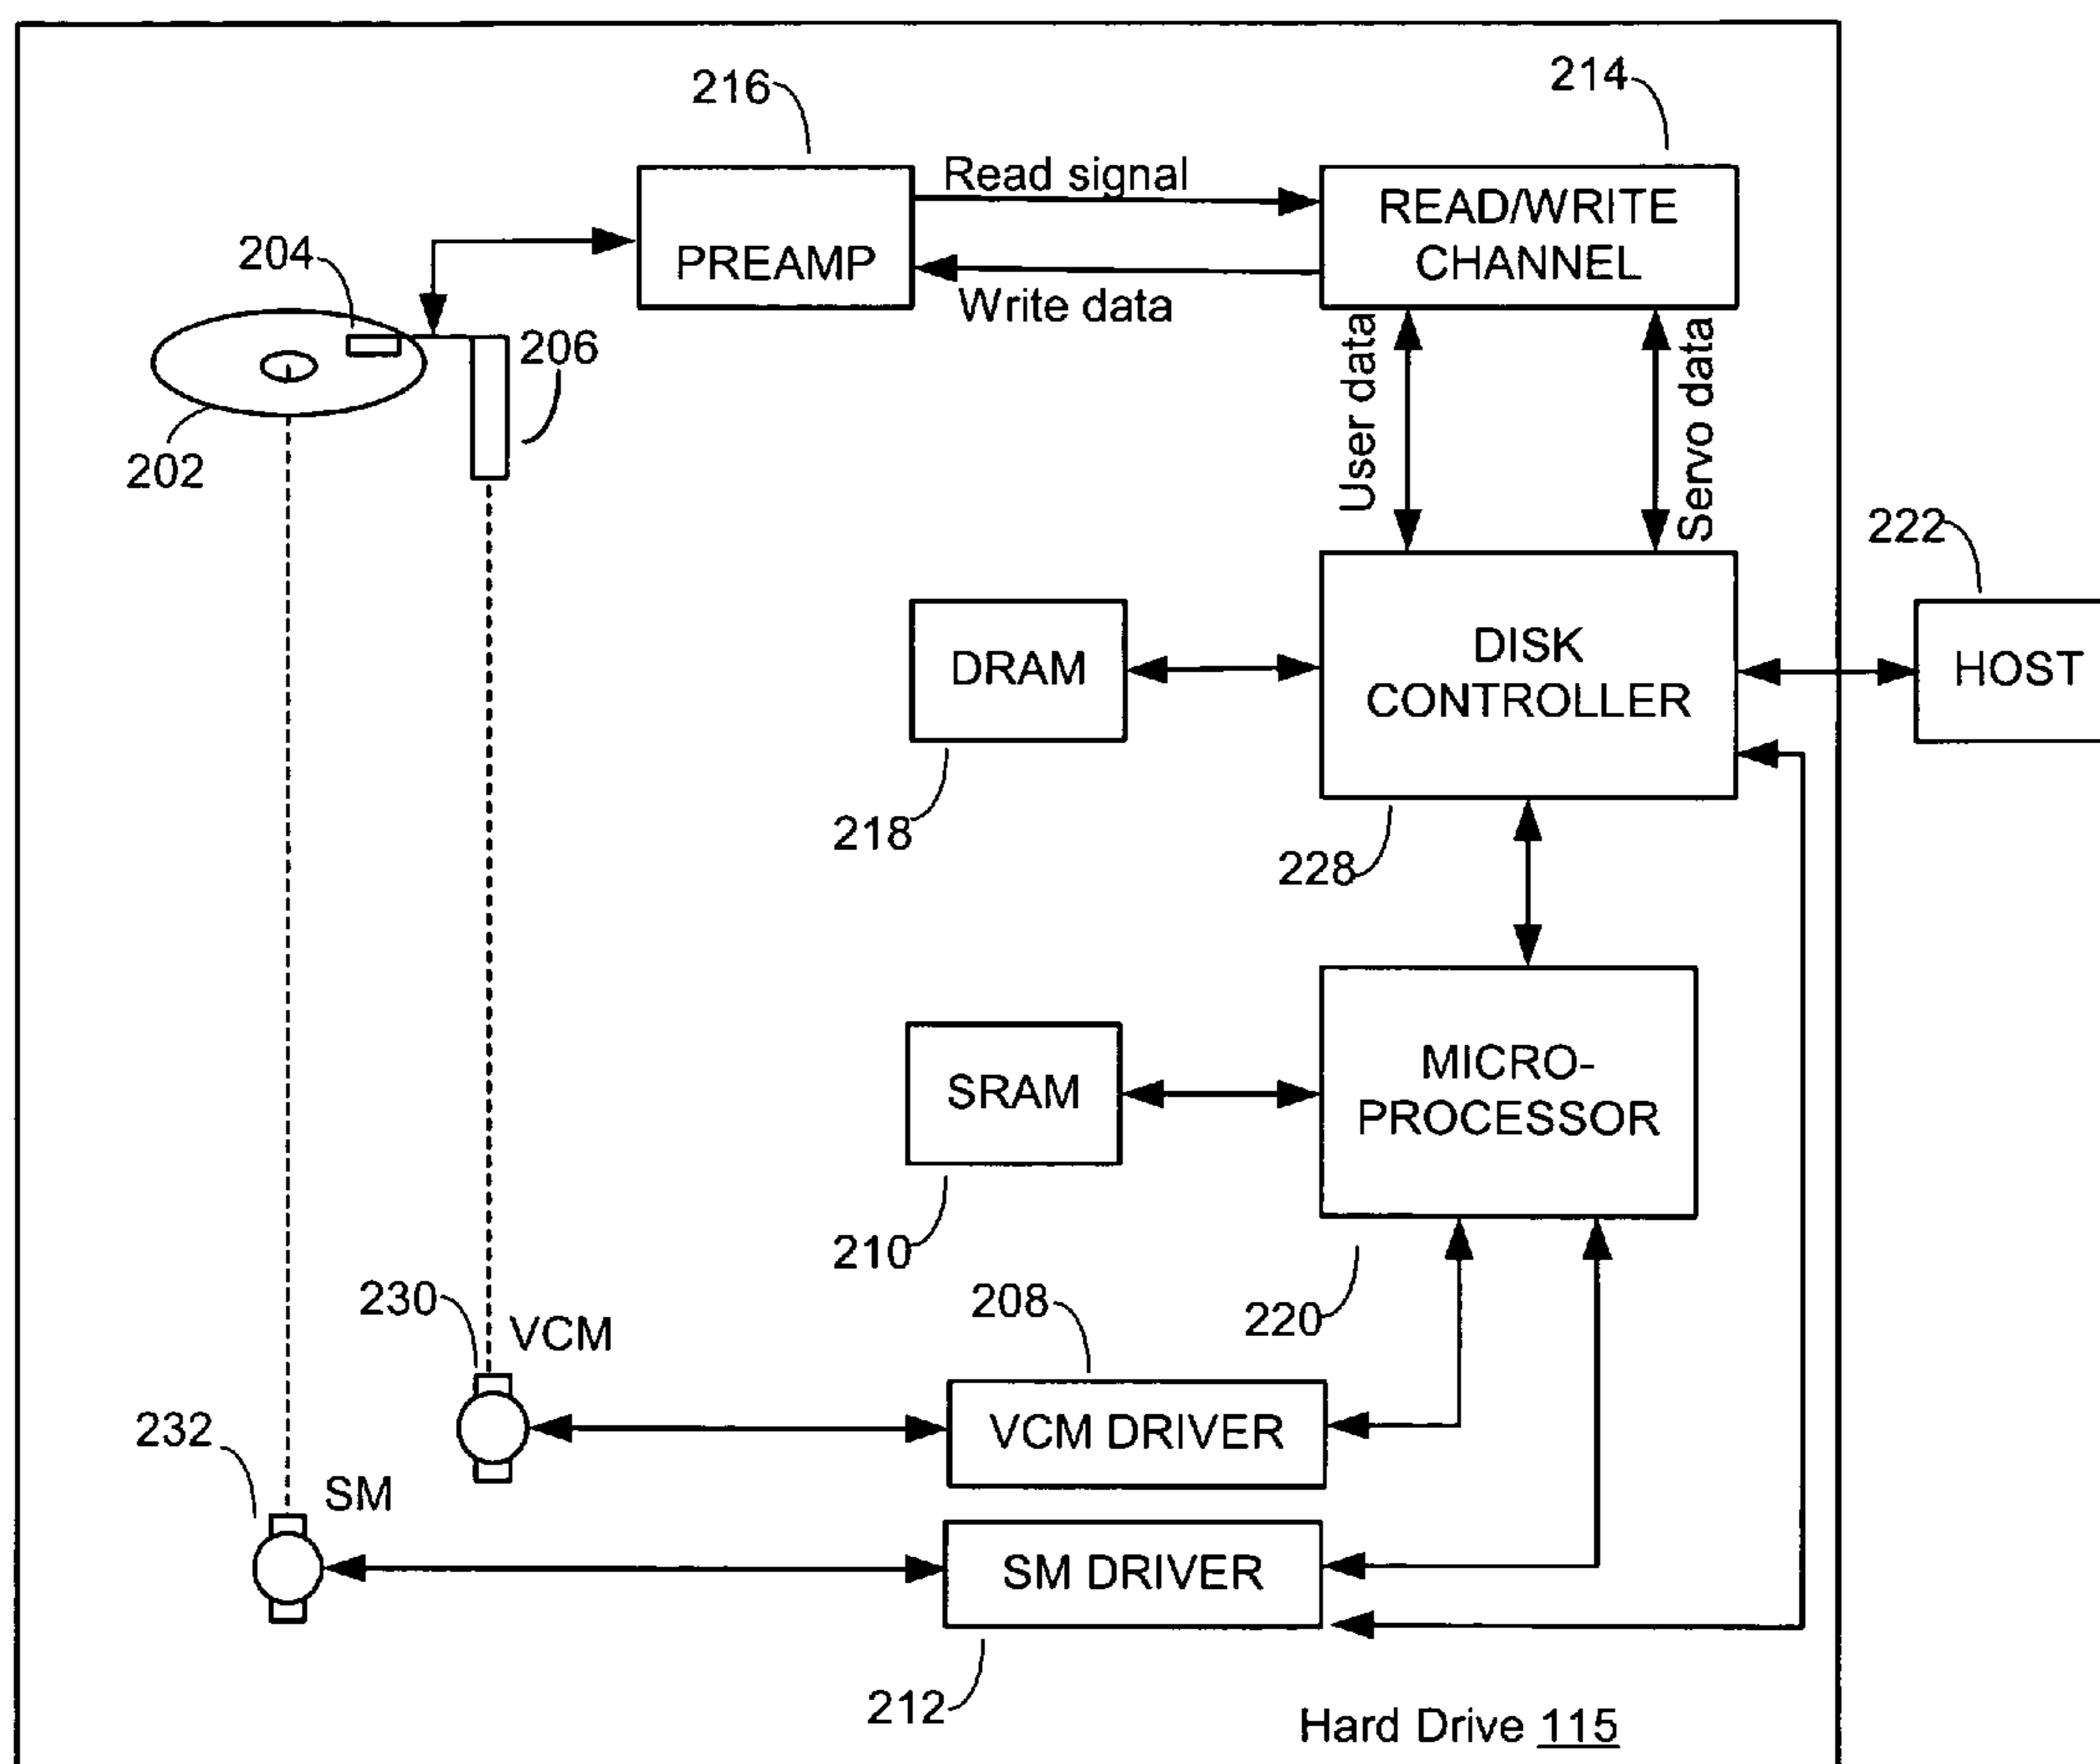 216
214
Read signal
READ/WRITE
CHANNEL
PREAMP
Write data
204
206
202
User data
Servo data
222
DRAM
DISK
CONTROLLER
HOST
218
228
SRAM
MICRO-
PROCESSOR
210
220
230
VCM
208
VCM DRIVER
232
SM
SM DRIVER
212
Hard Drive 115